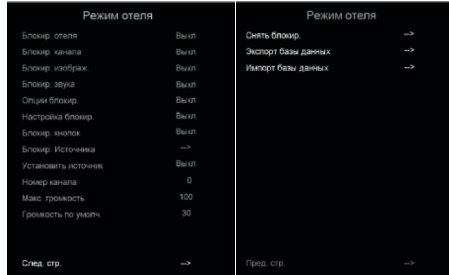 Режим отеля
Блокир. отеля Выкл
Блокир. канала Выкл
Блокир. изображ. Выкл
Блокир. звука Выкл
Опции блокир. Выкл
Настройка блокир. Выкл
Блокир. кнопок Выкл
Блокир. Источника -->
Установить источник Выкл
Номер канала 0
Макс. громкость 100
Громкость по умолч. 30
След. стр. -->
Режим отеля
Снять блокир. -->
Экспорт базы данных -->
Импорт базы данных -->
Пред. стр. -->